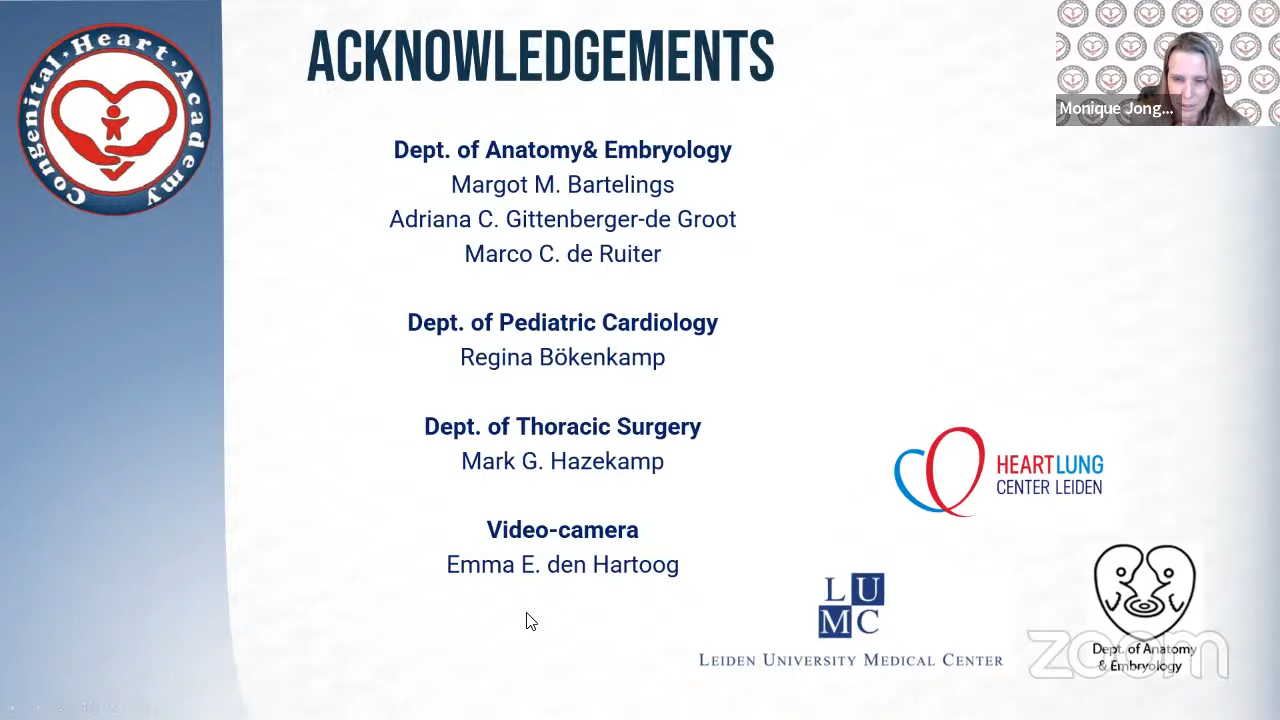 Congenital · Heart · Academy
ACKNOWLEDGEMENTS
Monique Jong...
Dept. of Anatomy& Embryology
Margot M. Bartelings
Adriana C. Gittenberger-de Groot
Marco C. de Ruiter
Dept. of Pediatric Cardiology
Regina Bökenkamp
Dept. of Thoracic Surgery
Mark G. Hazekamp
Video-camera
Emma E. den Hartoog
HEARTLUNG
CENTER LEIDEN
LU
MC
LEIDEN UNIVERSITY MEDICAL CENTER
Dept. of Anatomy
& Embryology
zoom